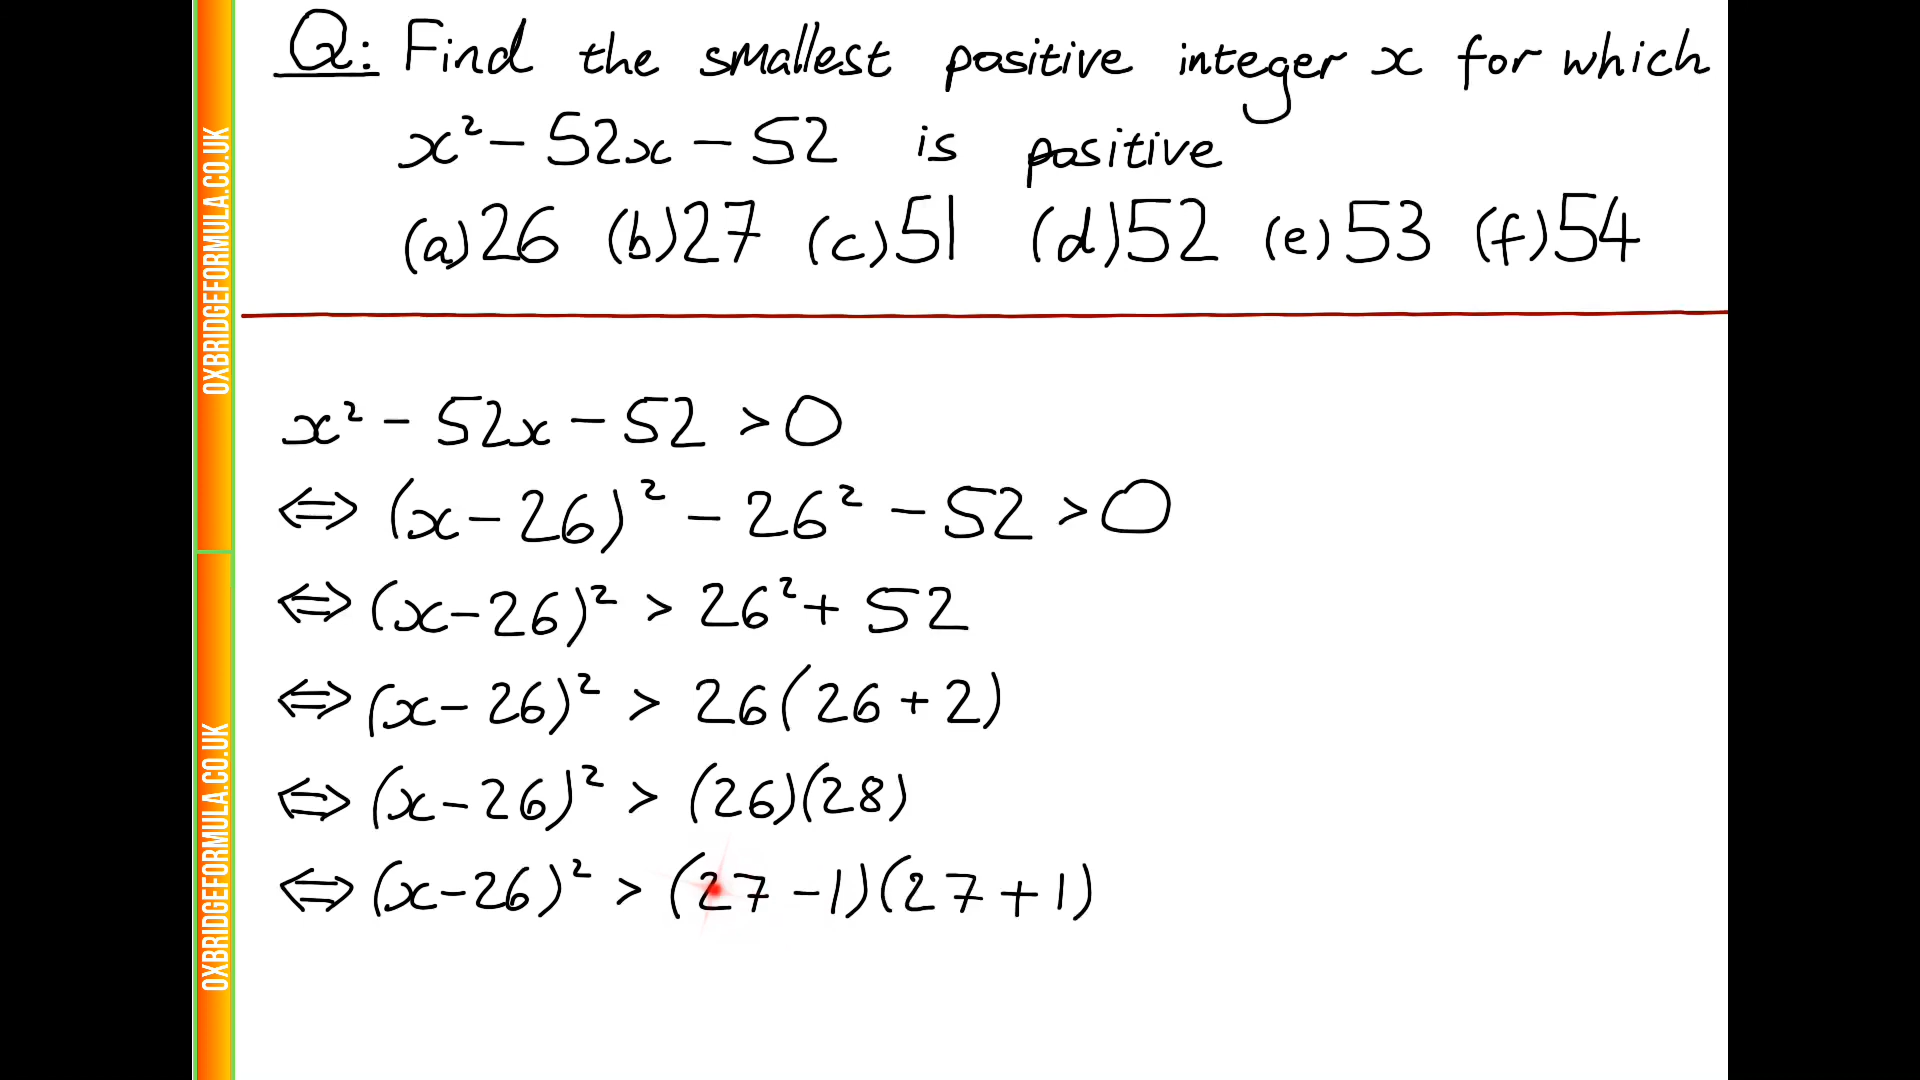 Q: Find the smallest positive integer x for which
x² - 52x - 52 is positive
(a) 26 (b) 27 (c) 51 (d) 52 (e) 53 (f) 54
x² - 52x - 52 > 0
⇔ (x - 26)² - 26² - 52 > 0
⇔ (x - 26)² > 26² + 52
⇔ (x - 26)² > 26(26 + 2)
⇔ (x - 26)² > (26)(28)
⇔ (x - 26)² > (27 - 1)(27 + 1)
OXBRIDGEFORMULA.CO.UK
OXBRIDGEFORMULA.CO.UK